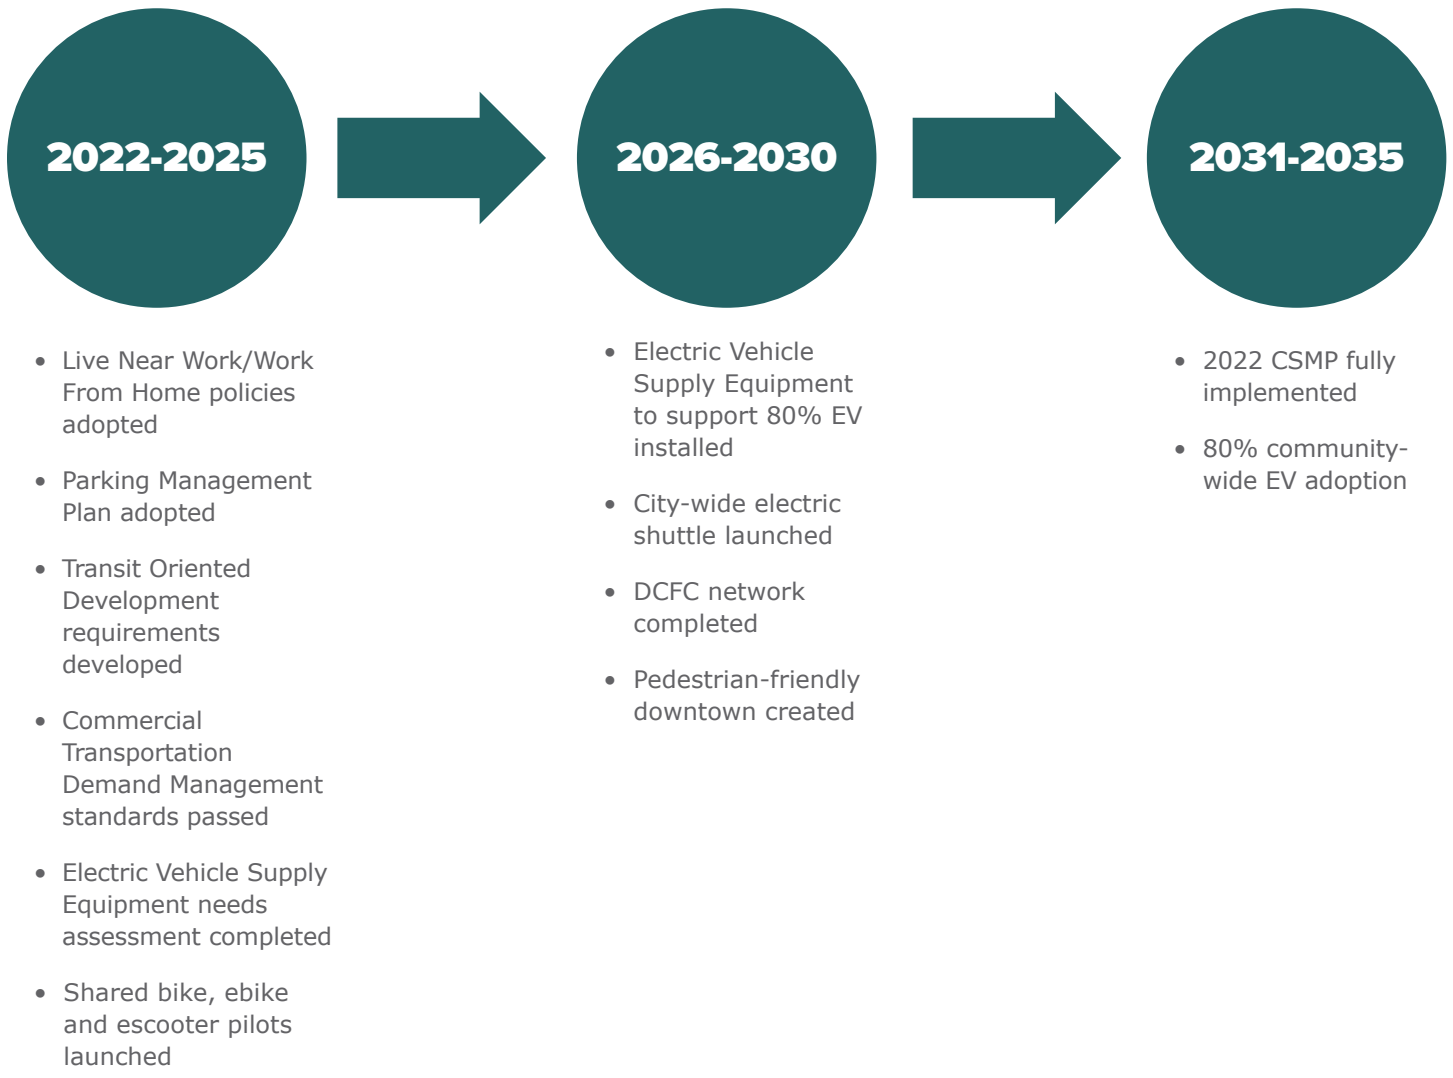 2022-2025
2026-2030
2031-2035
• Live Near Work/Work
From Home policies
adopted
• Parking Management
Plan adopted
• Transit Oriented
Development
requirements
developed
• Commercial
Transportation
Demand Management
standards passed
• Electric Vehicle Supply
Equipment needs
assessment completed
• Shared bike, ebike
and escooter pilots
launched
• Electric Vehicle
Supply Equipment
to support 80% EV
installed
• City-wide electric
shuttle launched
• DCFC network
completed
• Pedestrian-friendly
downtown created
• 2022 CSMP fully
implemented
• 80% community-
wide EV adoption